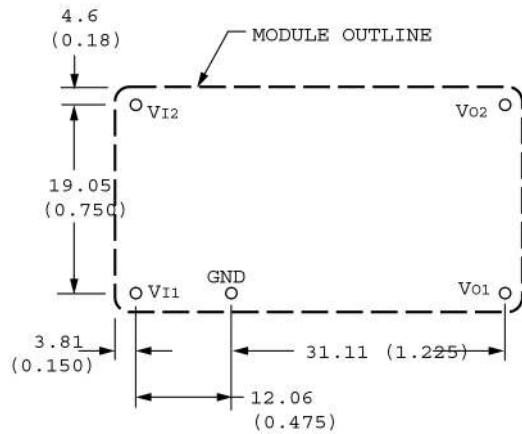 4.6
(0.18)
MODULE OUTLINE
VI2
VO2
19.05
(0.750)
GND
VI1
VO1
3.81
(0.150)
31.11 (1.225)
12.06
(0.475)